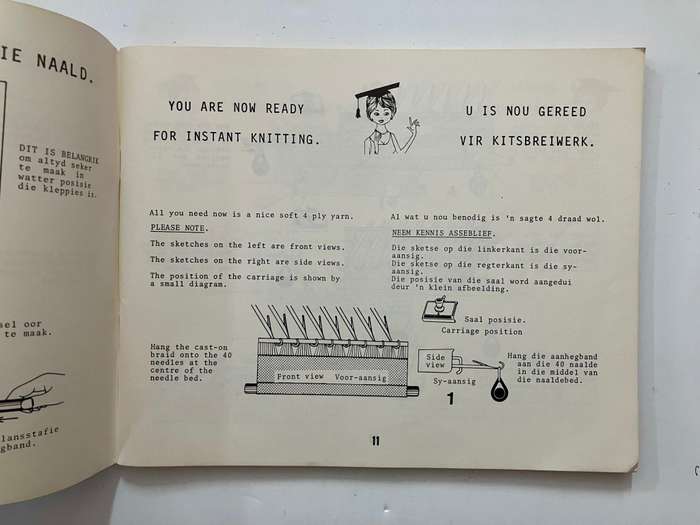 IE NAALD.
DIT IS BELANGRIK
om altyd seker
te maak in
watter posisie
die kleppies is.
sel oor
te maak.
lansstafie
gband.
YOU ARE NOW READY
FOR INSTANT KNITTING.
U IS NOU GEREED
VIR KITSBREIWERK.
All you need now is a nice soft 4 ply yarn.
PLEASE NOTE.
The sketches on the left are front views.
The sketches on the right are side views.
The position of the carriage is shown by
a small diagram.
Al wat u nou benodig is 'n sagte 4 draad wol.
NEEM KENNIS ASSEBLIEF.
Die sketse op die linkerkant is die voor-
aansig.
Die sketse op die regterkant is die sy-
aansig.
Die posisie van die saal word aangedui
deur 'n klein afbeelding.
Saal posisie.
Carriage position
Hang the cast-on
braid onto the 40
needles at the
centre of the
needle bed.
Front view Voor-aansig
Side
view
Sy-aansig
1
Hang die aanhegband
aan die 40 naalde
in die middel van
die naaldebed.
11